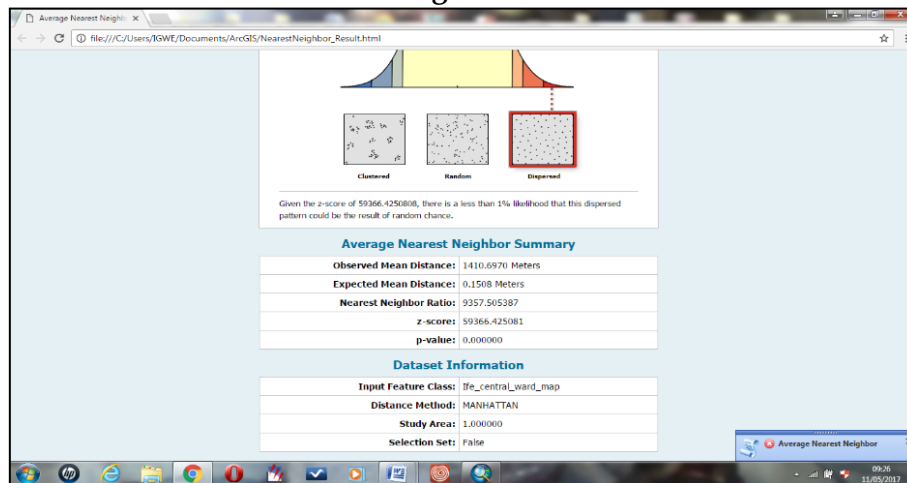 Average Nearest Neighb
file:///C:/Users/IGWE/Documents/ArcGIS/NearestNeighbor_Result.html
Clustered Random Dispersed
Given the z-score of 59366.4250808, there is a less than 1% likelihood that this dispersed
pattern could be the result of random chance.
Average Nearest Neighbor Summary
Observed Mean Distance: 1410.6970 Meters
Expected Mean Distance: 0.1508 Meters
Nearest Neighbor Ratio: 9357.505387
z-score: 59366.425081
p-value: 0.000000
Dataset Information
Input Feature Class: Ife_central_ward_map
Distance Method: MANHATTAN
Study Area: 1.000000
Selection Set: False
Average Nearest Neighbor
09:26
11/05/2017